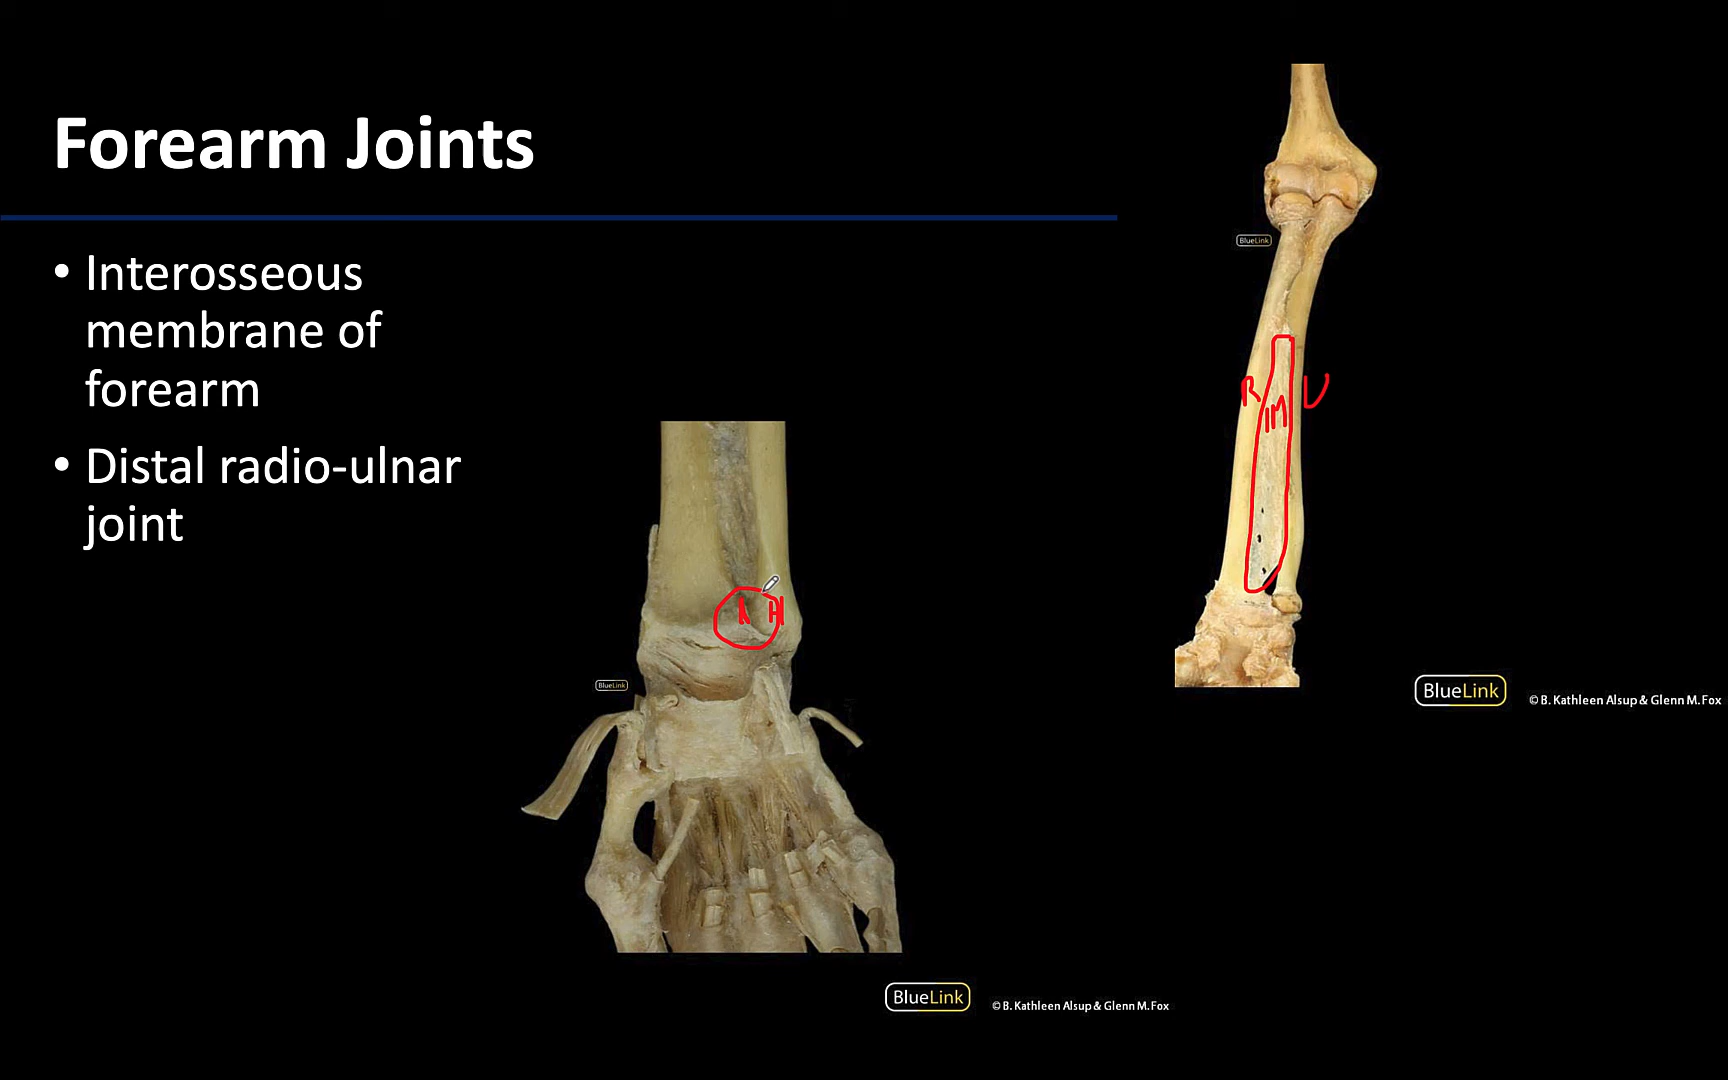 Forearm Joints
• Interosseous
membrane of
forearm
• Distal radio-ulnar
joint
BlueLink
R
U
IM
H
BlueLink
BlueLink
© B. Kathleen Alsup & Glenn M. Fox
BlueLink
© B. Kathleen Alsup & Glenn M. Fox